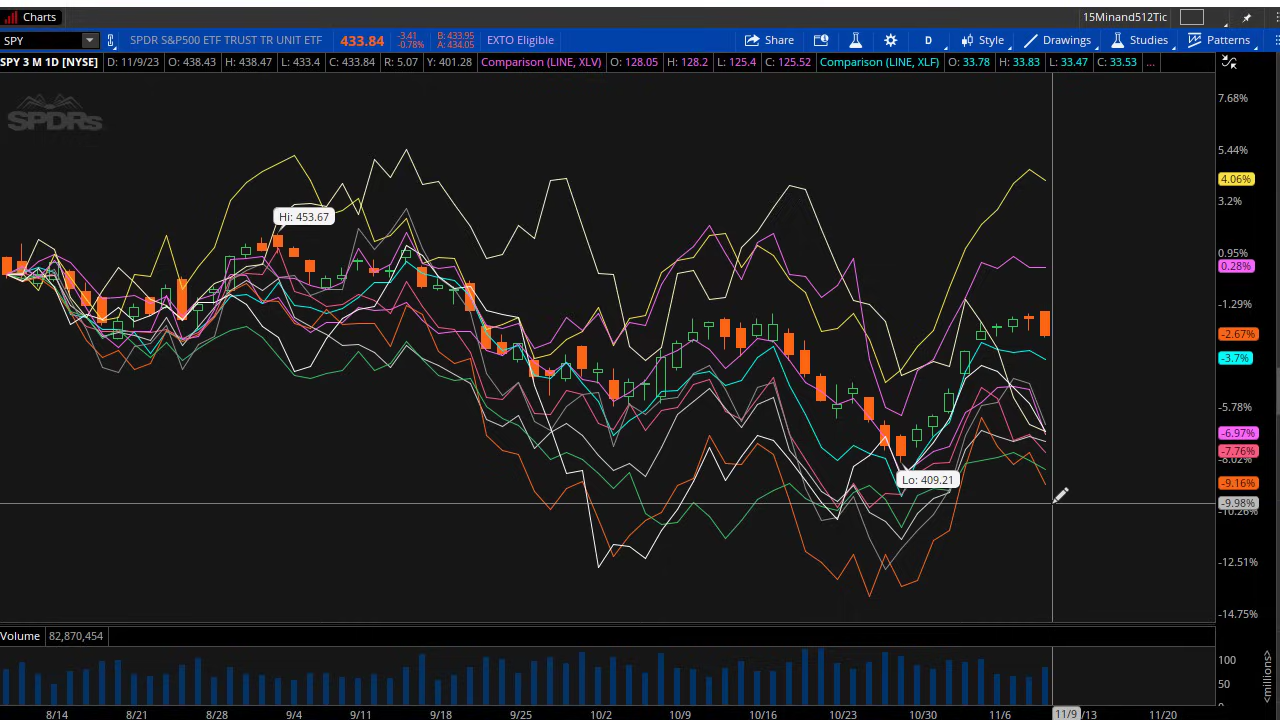 Charts 15Minand512Tic
SPY SPDR S&P500 ETF TRUST TR UNIT ETF 433.84 -3.41 -0.78% B: 433.95 A: 434.05 EXTO Eligible Share D Style Drawings Studies Patterns
SPY 3 M 1D [NYSE] D: 11/9/23 O: 438.43 H: 438.47 L: 433.4 C: 433.84 R: 5.07 Y: 401.28 Comparison (LINE, XLV) O: 128.05 H: 128.2 L: 125.4 C: 125.52 Comparison (LINE, XLF) O: 33.78 H: 33.83 L: 33.47 C: 33.53 ...
SPDRs
7.68%
5.44%
4.06%
3.2%
Hi: 453.67
0.95%
0.28%
-1.29%
-2.67%
-3.7%
-5.78%
-6.97%
-7.76%
-8.02%
Lo: 409.21
-9.16%
-9.98%
-10.26%
-12.51%
-14.75%
Volume 82,870,454
100
50
<millions>
8/14 8/21 8/28 9/4 9/11 9/18 9/25 10/2 10/9 10/16 10/23 10/30 11/6 11/9 /13 11/20